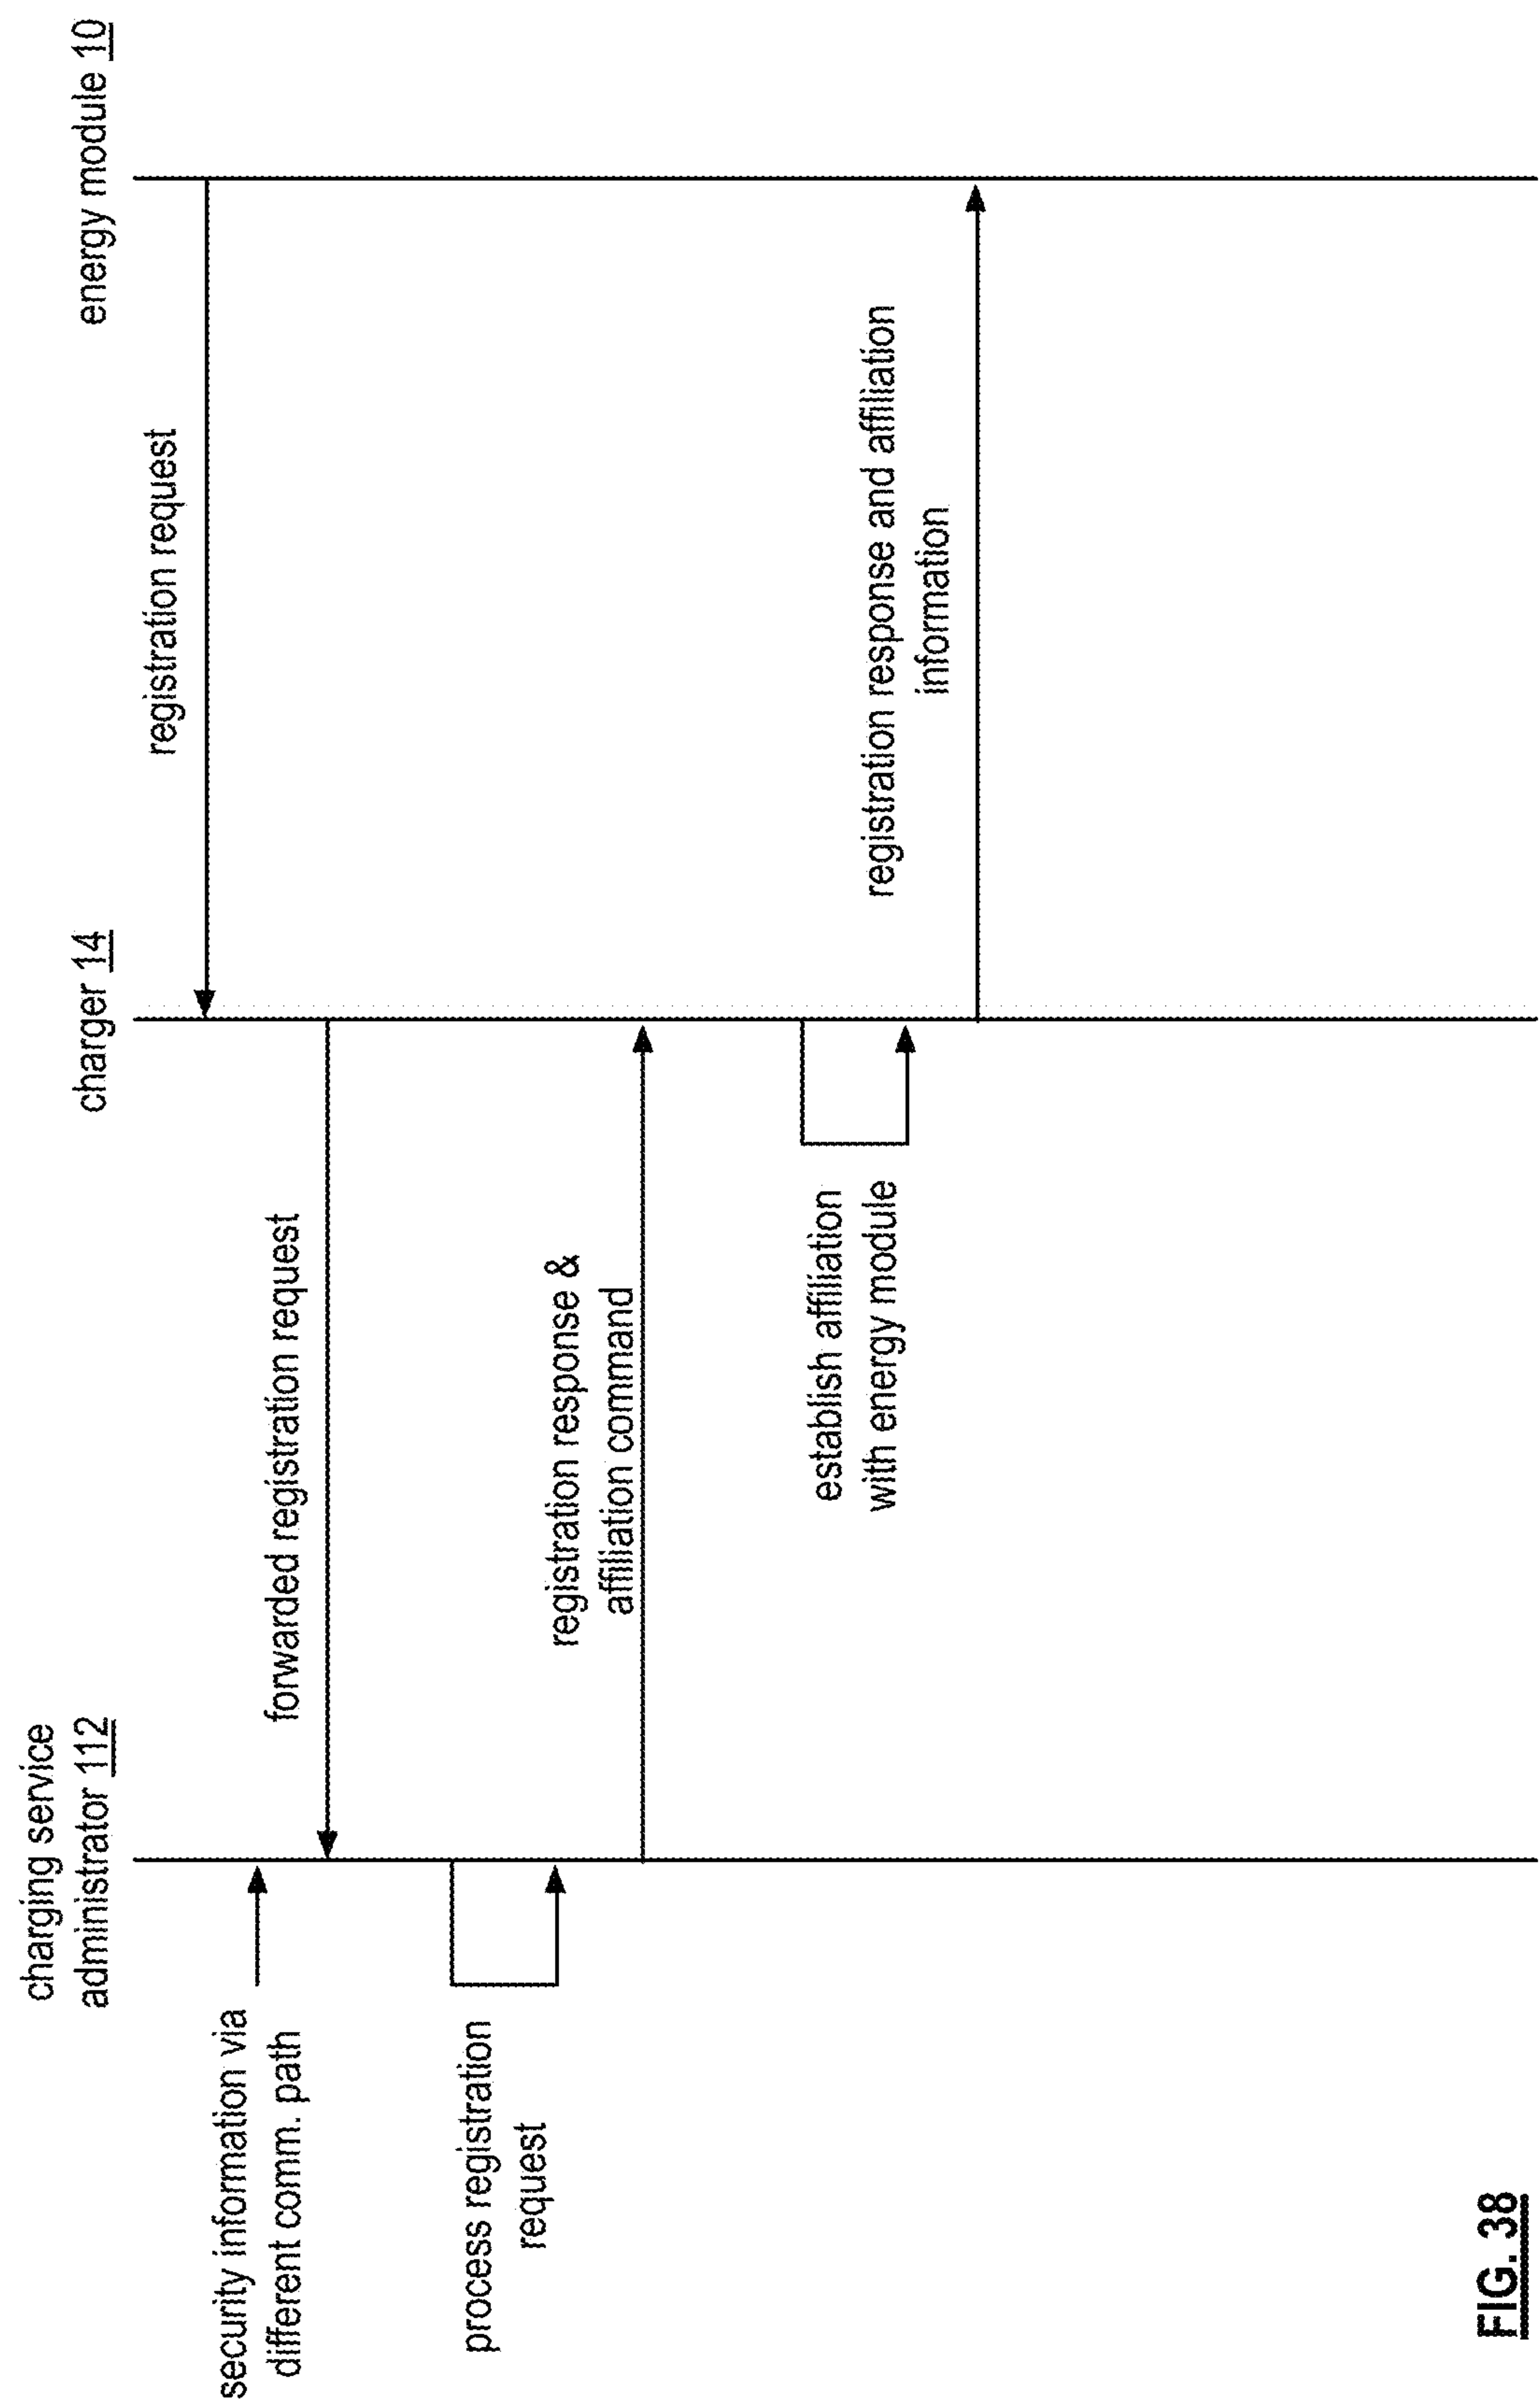 charging service
administrator 112
charger 14
energy module 10
registration request
security information via
different comm. path
forwarded registration request
process registration
request
registration response &
affiliation command
establish affiliation
with energy module
registration response and affiliation
information
FIG. 38